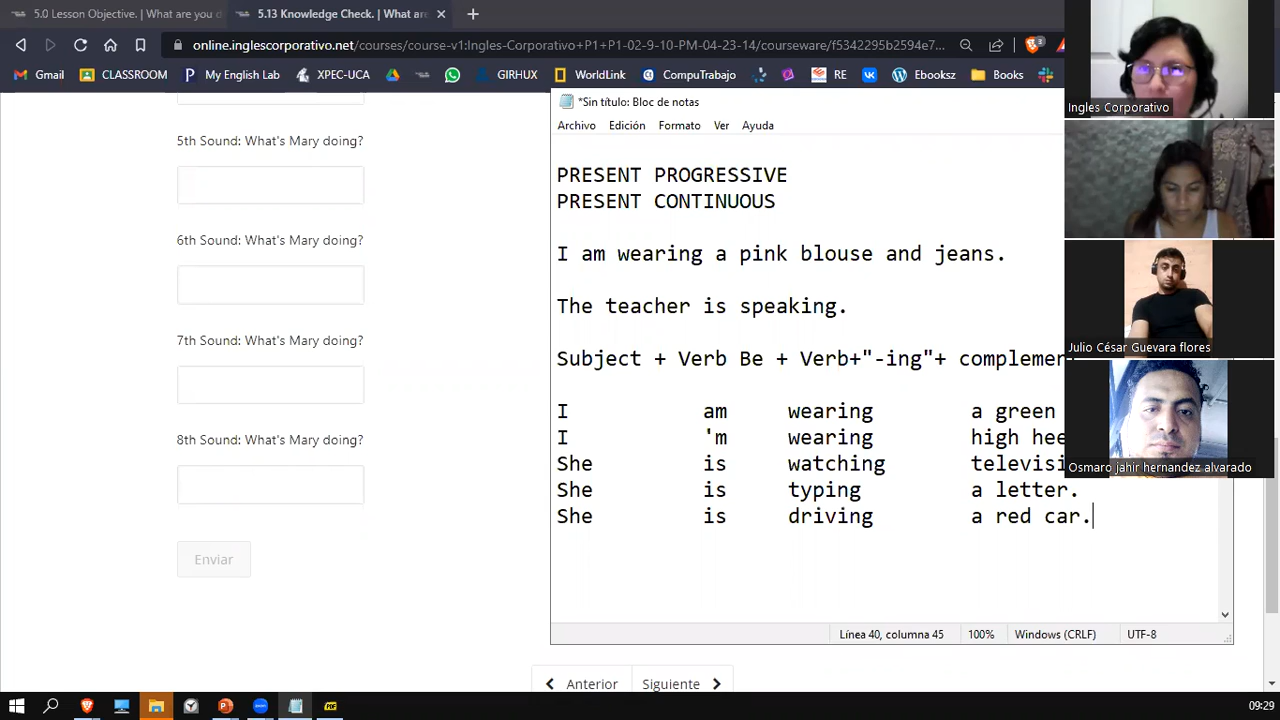 5.0 Lesson Objective. | What are you d
5.13 Knowledge Check. | What are
online.inglescorporativo.net/courses/course-v1:Ingles-Corporativo+P1+P1-02-9-10-PM-04-23-14/courseware/f5342295b2594e7...
3
Gmail
CLASSROOM
My English Lab
XPEC-UCA
GIRHUX
WorldLink
CompuTrabajo
RE
WordPress
Ebooksz
Books
5th Sound: What's Mary doing?
6th Sound: What's Mary doing?
7th Sound: What's Mary doing?
8th Sound: What's Mary doing?
Enviar
*Sin título: Bloc de notas
Archivo Edición Formato Ver Ayuda
PRESENT PROGRESSIVE
PRESENT CONTINUOUS
I am wearing a pink blouse and jeans.
The teacher is speaking.
Subject + Verb Be + Verb+"-ing"+ complemen
I am wearing a green
I 'm wearing high hee
She is watching televisi
She is typing a letter.
She is driving a red car.
Línea 40, columna 45 100% Windows (CRLF) UTF-8
Anterior Siguiente
Ingles Corporativo
Julio César Guevara flores
Osmaro jahir hernandez alvarado
09:29